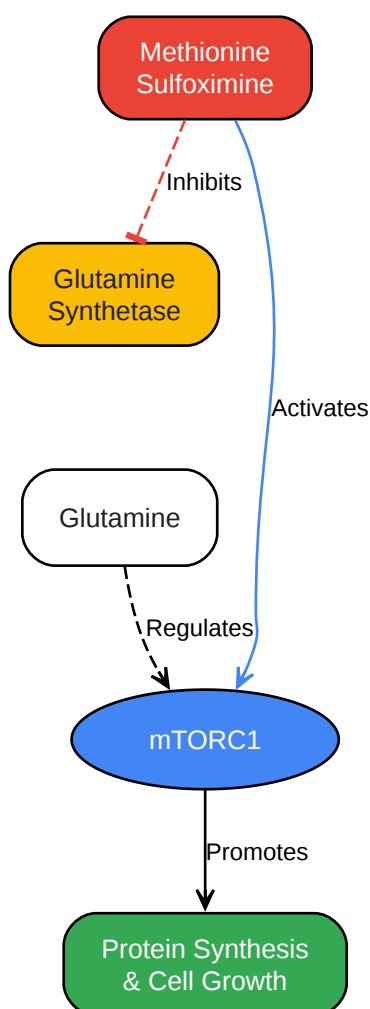 Methionine
Sulfoximine
Inhibits
Glutamine
Synthetase
Activates
Glutamine
Regulates
mTORC1
Promotes
Protein Synthesis
& Cell Growth